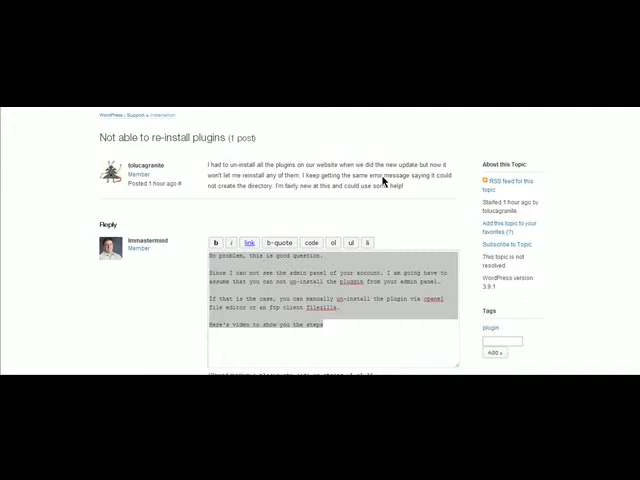 WordPress › Support » Installation
Not able to re-install plugins (1 post)
tolucagranite
Member
Posted 1 hour ago #
I had to un-install all the plugins on our website when we did the new update but now it
won't let me reinstall any of them. I keep getting the same error message saying it could
not create the directory. I'm fairly new at this and could use some help!
About this Topic
RSS feed for this
topic
Started 1 hour ago by
tolucagranite
Add this topic to your
favorites (?)
Subscribe to Topic
This topic is not
resolved
WordPress version:
3.9.1
Tags
plugin
Add »
Reply
Immastermind
Member
b i link b-quote code ol ul li
No problem, this is good question.
Since I can not see the admin panel of your account. I am going have to
assume that you can not un-install the pluggin from your admin panel.
If that is the case, you can manually un-install the plugin via cpanel
file editor or an ftp client filezilla.
Here's video to show you the steps